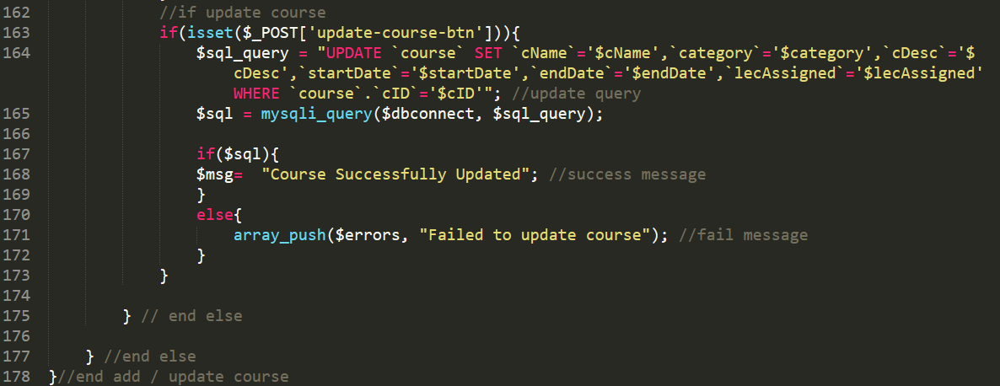 162 //if update course
163 if(isset($_POST['update-course-btn'])){
164 $sql_query = "UPDATE `course` SET `cName`='$cName',`category`='$category',`cDesc`='$
cDesc',`startDate`='$startDate',`endDate`='$endDate',`lecAssigned`='$lecAssigned'
WHERE `course`.`cID`='$cID'"; //update query
165 $sql = mysqli_query($dbconnect, $sql_query);
166
167 if($sql){
168 $msg=  "Course Successfully Updated"; //success message
169 }
170 else{
171 array_push($errors, "Failed to update course"); //fail message
172 }
173 }
174
175 } // end else
176
177 } //end else
178 }//end add / update course